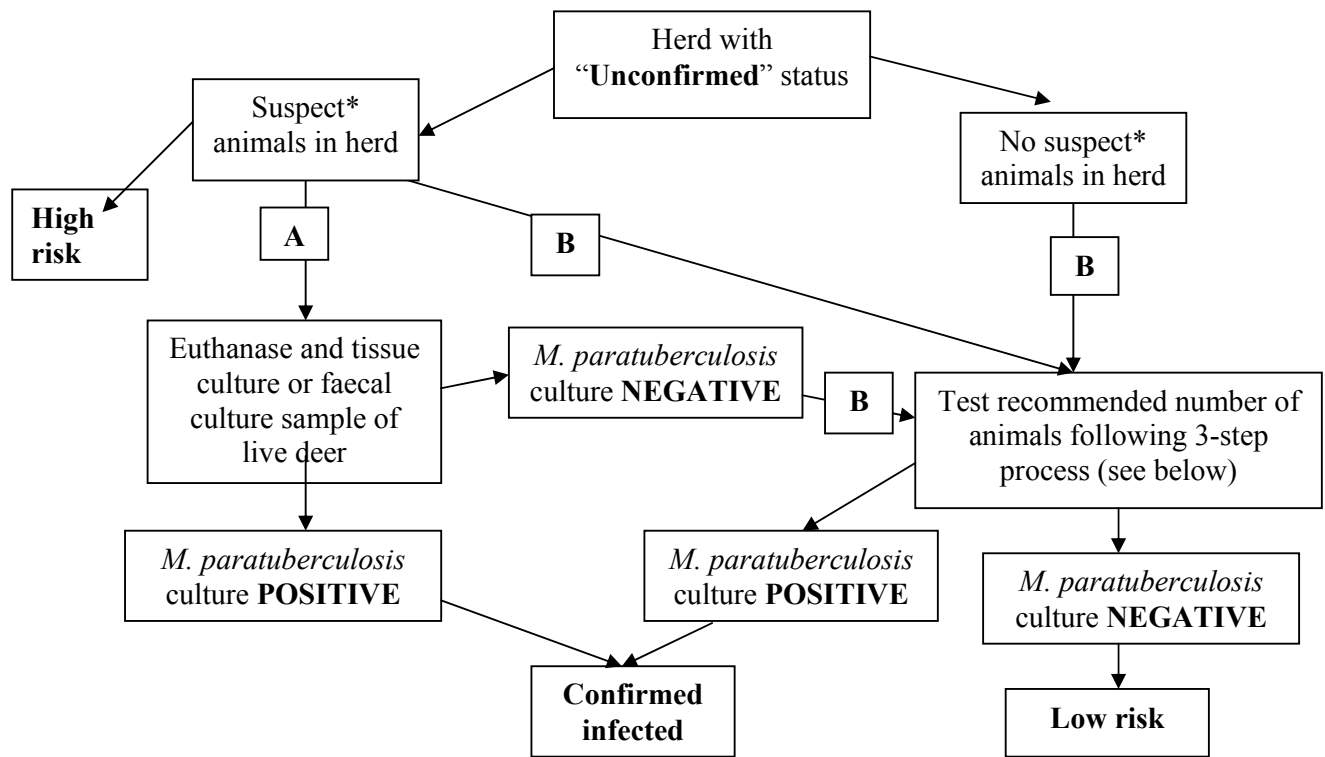 Herd with
“Unconfirmed” status
Suspect*
animals in herd
No suspect*
animals in herd
High
risk
A
B
B
Euthanase and tissue
culture or faecal
culture sample of
live deer
M. paratuberculosis
culture NEGATIVE
B
Test recommended number of
animals following 3-step
process (see below)
M. paratuberculosis
culture POSITIVE
M. paratuberculosis
culture POSITIVE
M. paratuberculosis
culture NEGATIVE
Confirmed
infected
Low risk